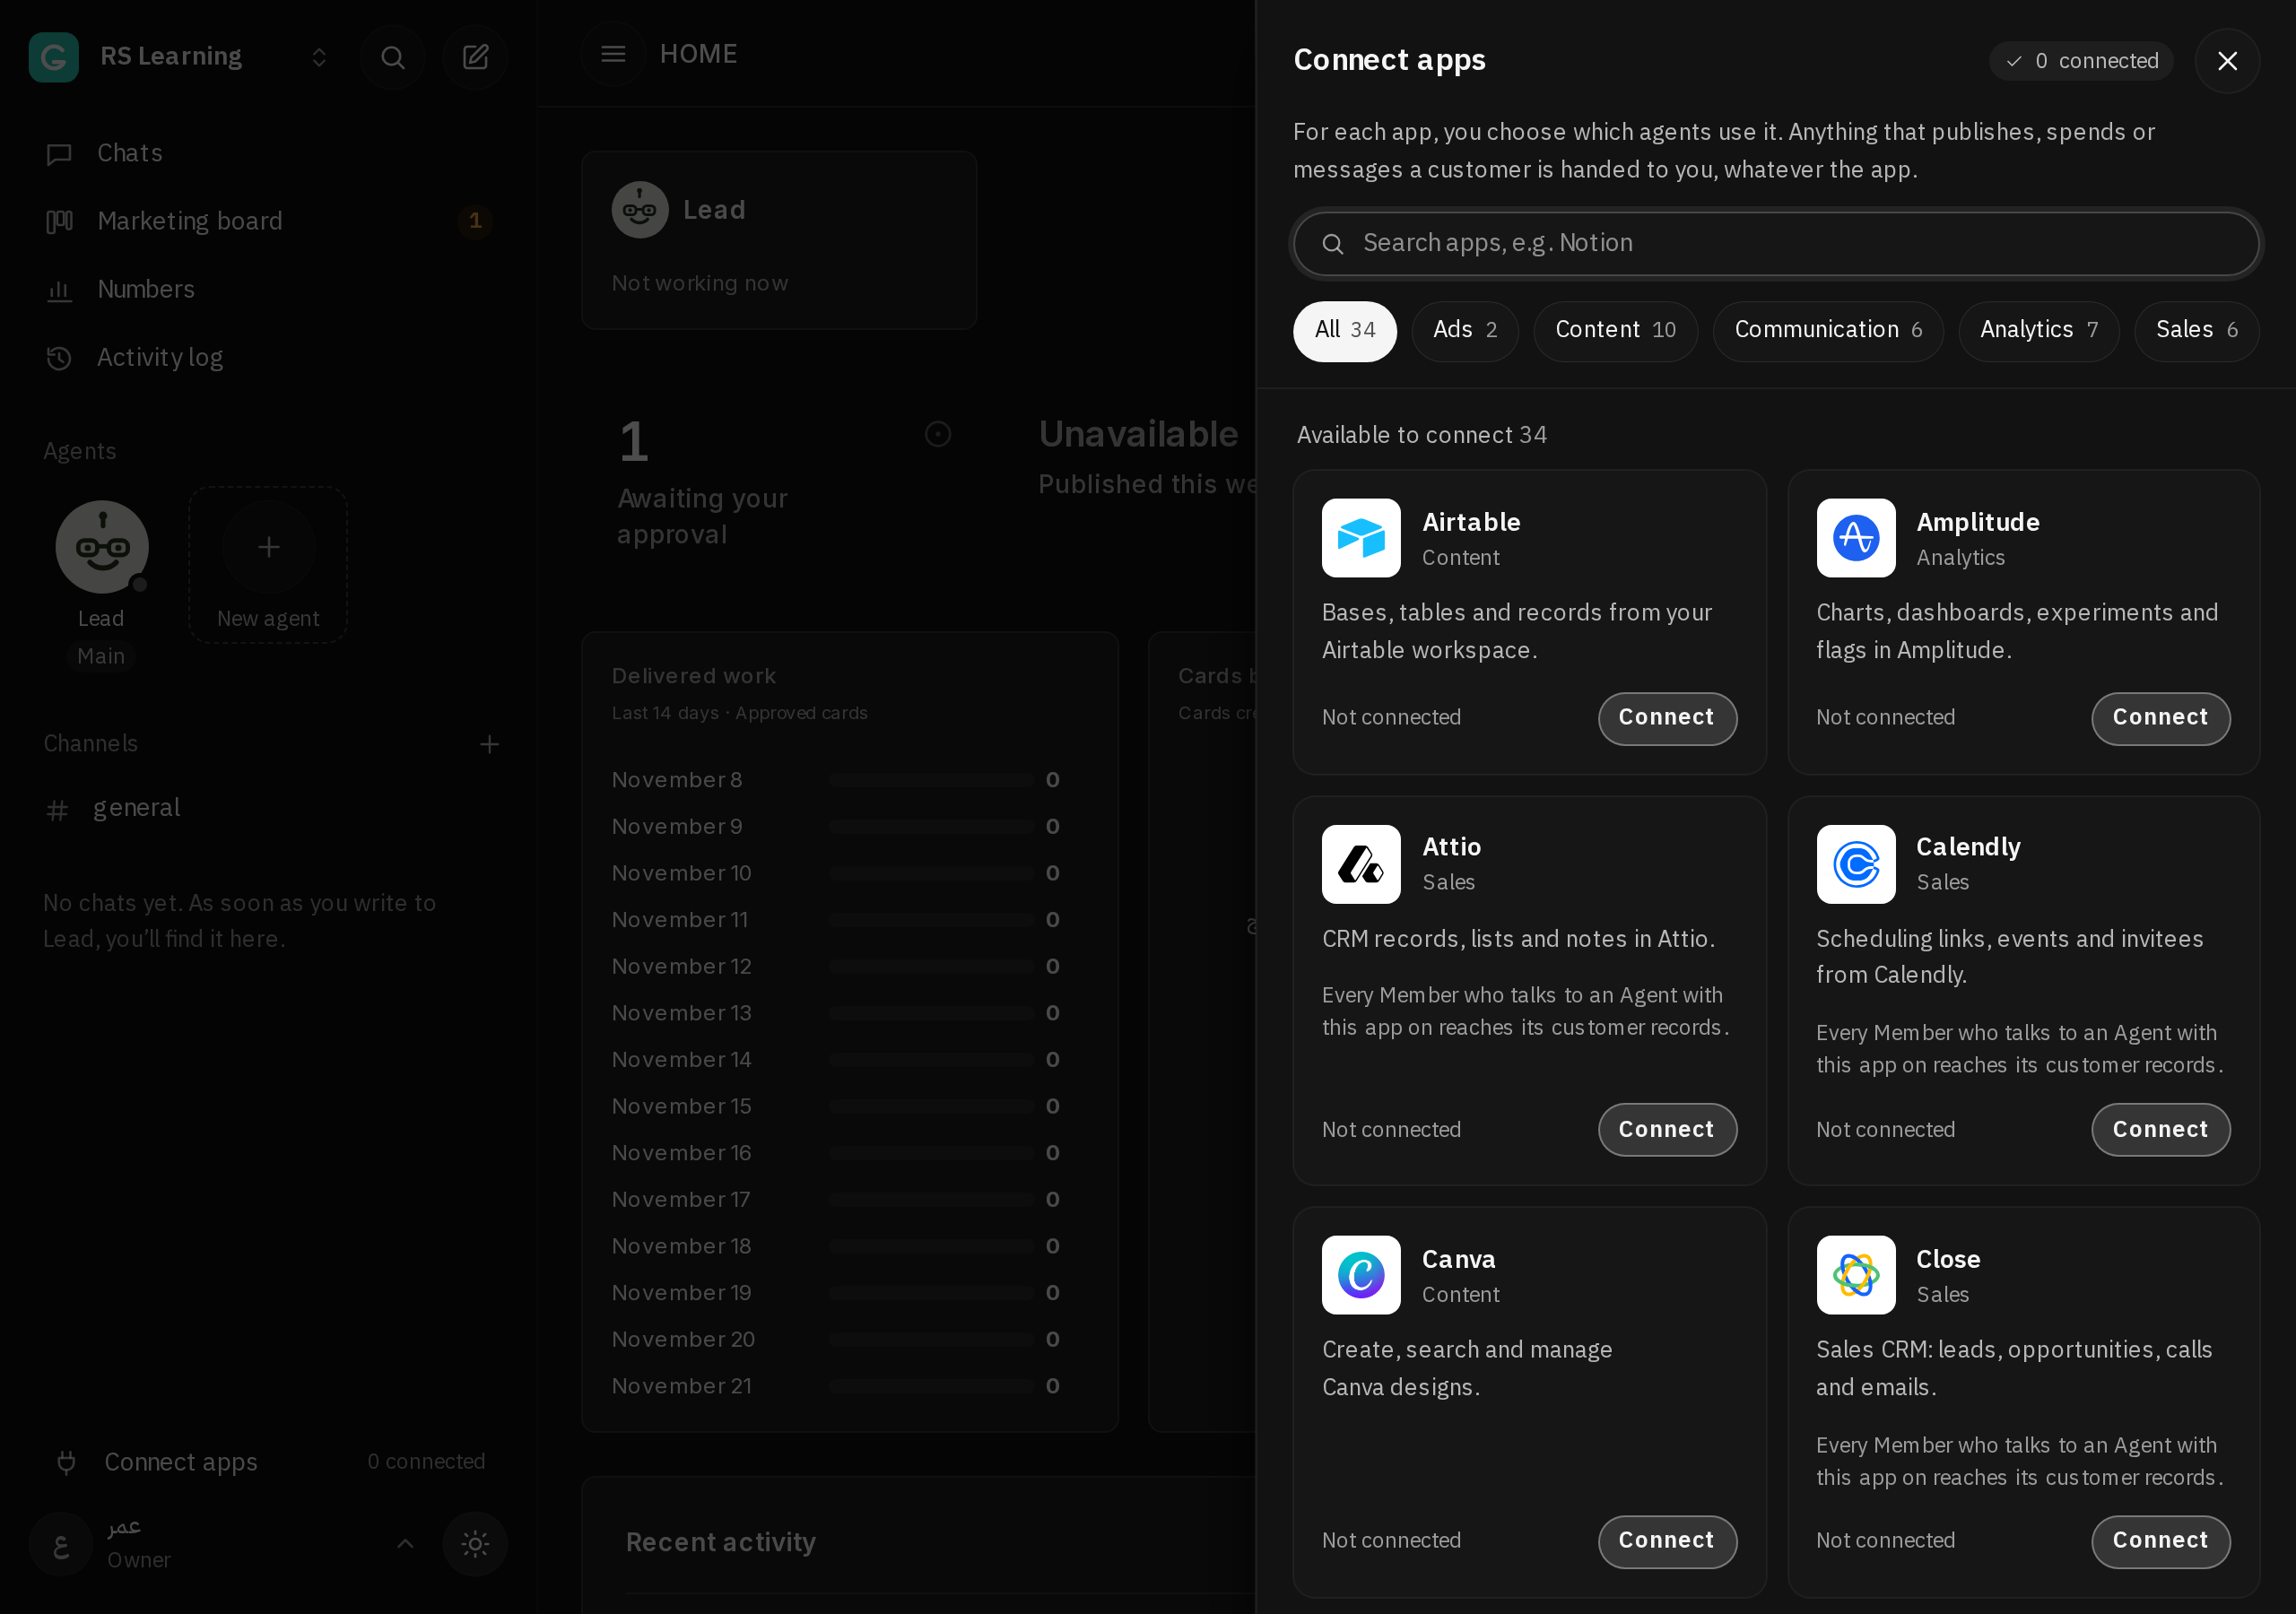 RS Learning
Chats
Marketing board 1
Numbers
Activity log
Agents
Lead
Main
New agent
Channels
general
No chats yet. As soon as you write to
Lead, you’ll find it here.
Connect apps 0 connected
ع
عمر
Owner
HOME
Lead
Not working now
1
Awaiting your
approval
Unavailable
Published this we
Delivered work
Last 14 days · Approved cards
November 8 0
November 9 0
November 10 0
November 11 0
November 12 0
November 13 0
November 14 0
November 15 0
November 16 0
November 17 0
November 18 0
November 19 0
November 20 0
November 21 0
Cards
Cards cre
Recent activity
Connect apps
0 connected
For each app, you choose which agents use it. Anything that publishes, spends or
messages a customer is handed to you, whatever the app.
Search apps, e.g. Notion
All 34 Ads 2 Content 10 Communication 6 Analytics 7 Sales 6
Available to connect 34
Airtable
Content
Bases, tables and records from your
Airtable workspace.
Not connected Connect
Amplitude
Analytics
Charts, dashboards, experiments and
flags in Amplitude.
Not connected Connect
Attio
Sales
CRM records, lists and notes in Attio.
Every Member who talks to an Agent with
this app on reaches its customer records.
Not connected Connect
Calendly
Sales
Scheduling links, events and invitees
from Calendly.
Every Member who talks to an Agent with
this app on reaches its customer records.
Not connected Connect
Canva
Content
Create, search and manage
Canva designs.
Not connected Connect
Close
Sales
Sales CRM: leads, opportunities, calls
and emails.
Every Member who talks to an Agent with
this app on reaches its customer records.
Not connected Connect